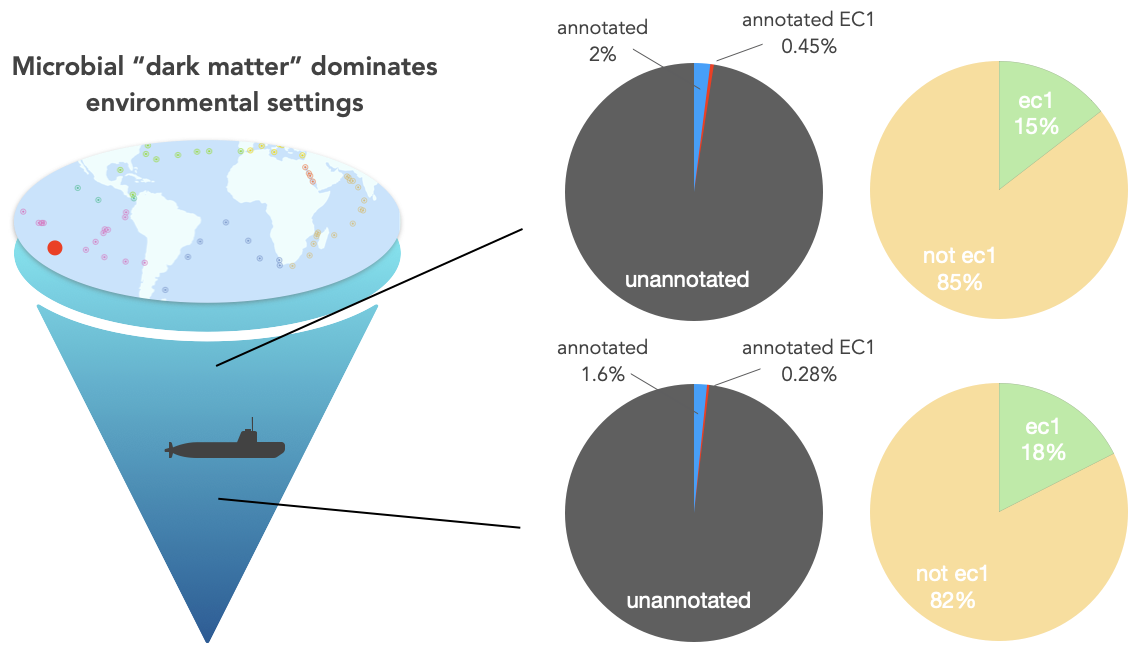 Microbial “dark matter” dominates
environmental settings
annotated
2%
annotated EC1
0.45%
unannotated
ec1
15%
not ec1
85%
annotated
1.6%
annotated EC1
0.28%
unannotated
ec1
18%
not ec1
82%